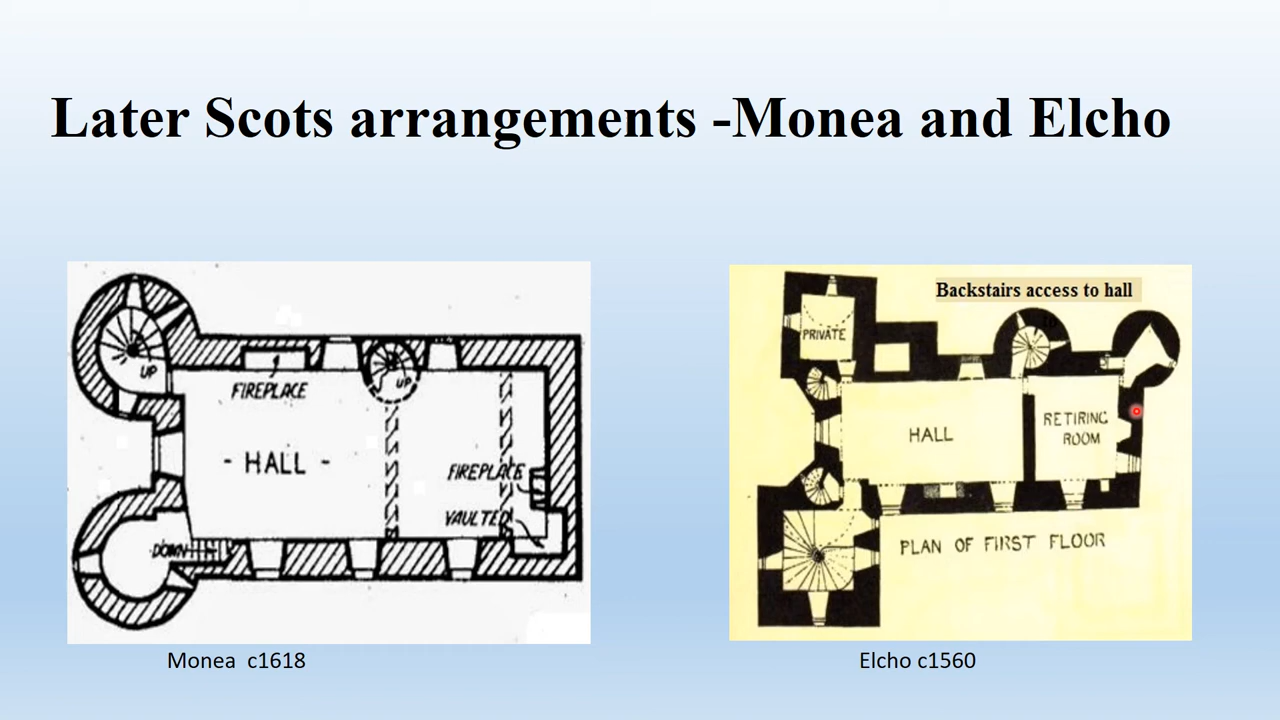 Later Scots arrangements -Monea and Elcho
UP
FIREPLACE
UP
- HALL -
FIREPLACE
VAULTED
DOWN
Monea c1618
Backstairs access to hall
PRIVATE
HALL
RETIRING
ROOM
PLAN OF FIRST FLOOR
Elcho c1560